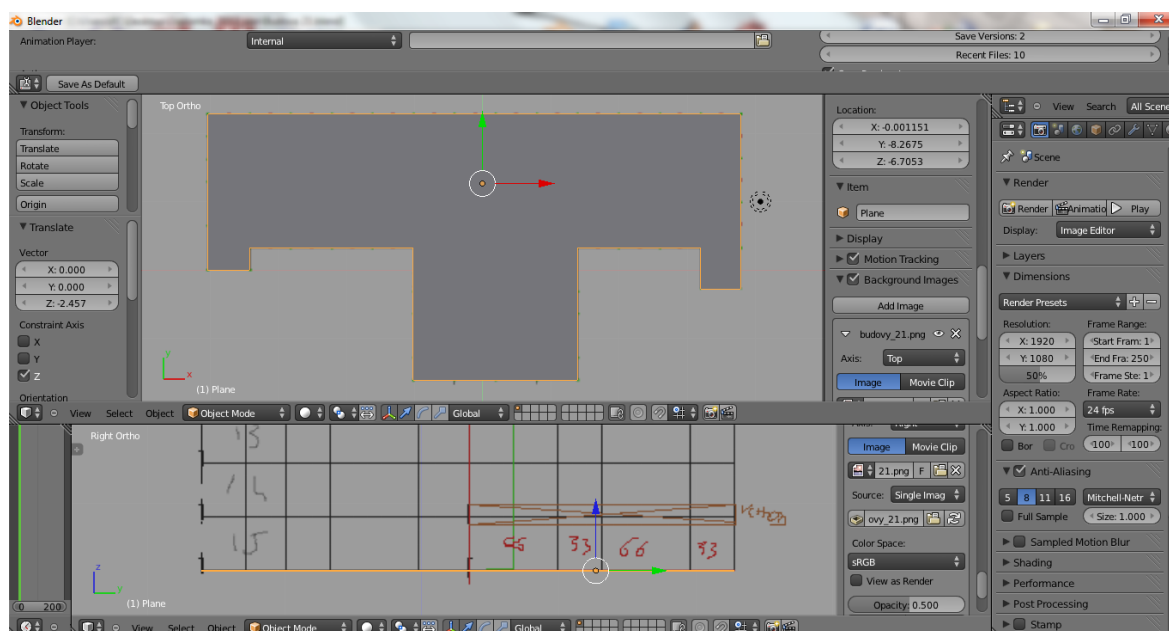 Blender
Animation Player:
Internal
Save Versions: 2
Recent Files: 10
Save As Default
Object Tools
Transform:
Translate
Rotate
Scale
Origin
Translate
Vector
X: 0.000
Y: 0.000
Z: -2.457
Constraint Axis
X
Y
Z
Orientation
Top Ortho
y
x
(1) Plane
Location:
X: -0.001151
Y: -8.2675
Z: -6.7053
Item
Plane
Display
Motion Tracking
Background Images
Add Image
budovy_21.png
Axis:
Top
Image
Movie Clip
View
Search
All Scene
Scene
Render
Render
Animatio
Play
Display:
Image Editor
Layers
Dimensions
Render Presets
Resolution:
Frame Range:
X: 1920
Start Fram: 1
Y: 1080
End Fra: 250
50%
Frame Ste: 1
Aspect Ratio:
Frame Rate:
X: 1.000
24 fps
Y: 1.000
Time Remapping:
Bor
Cro
100
100
Anti-Aliasing
5
8
11
16
Mitchell-Netr
Full Sample
Size: 1.000
Sampled Motion Blur
Shading
Performance
Post Processing
Stamp
View
Select
Object
Object Mode
Global
Right Ortho
13
14
15
66
33
66
33
z
y
(1) Plane
0
200
Image
Movie Clip
21.png
F
Source:
Single Imag
ovy_21.png
Color Space:
sRGB
View as Render
Opacity: 0.500
View
Select
Object
Object Mode
Global